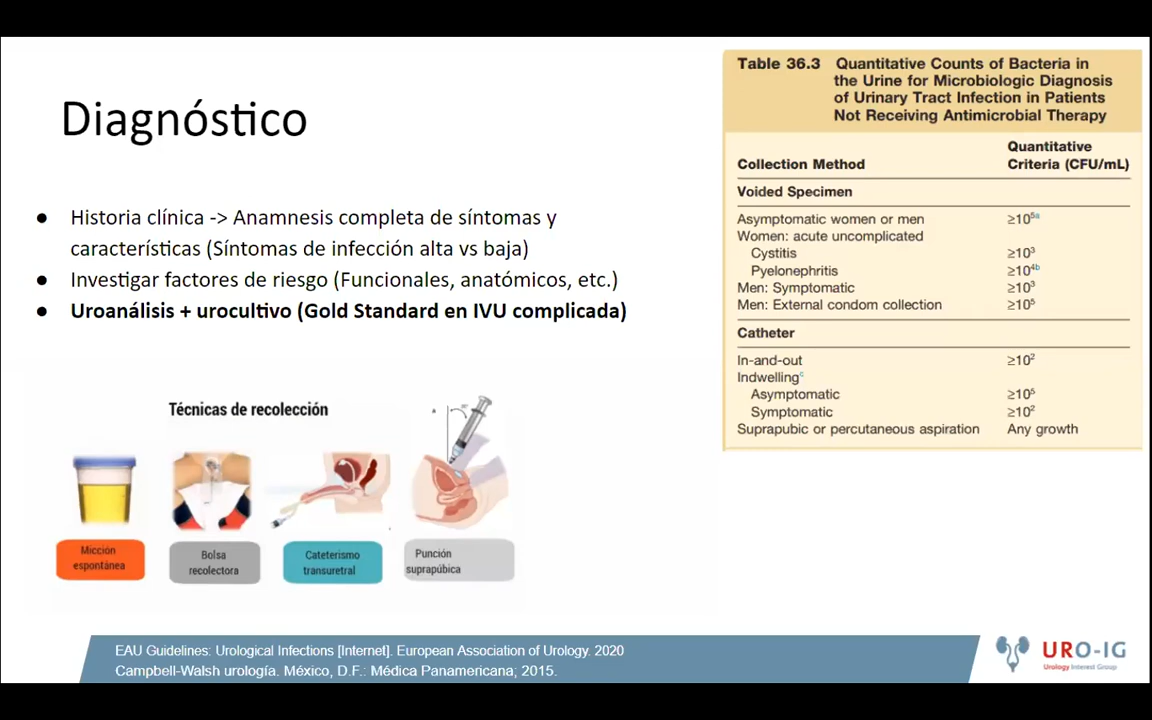 Diagnóstico
● Historia clínica -> Anamnesis completa de síntomas y
características (Síntomas de infección alta vs baja)
● Investigar factores de riesgo (Funcionales, anatómicos, etc.)
● Uroanálisis + urocultivo (Gold Standard en IVU complicada)
Técnicas de recolección
Micción
espontánea
Bolsa
recolectora
Cateterismo
transuretral
Punción
suprapúbica
Table 36.3 Quantitative Counts of Bacteria in
the Urine for Microbiologic Diagnosis
of Urinary Tract Infection in Patients
Not Receiving Antimicrobial Therapy
Collection Method Quantitative
Criteria (CFU/mL)
Voided Specimen
Asymptomatic women or men ≥10⁵ᵃ
Women: acute uncomplicated
Cystitis ≥10³
Pyelonephritis ≥10⁴ᵇ
Men: Symptomatic ≥10³
Men: External condom collection ≥10⁵
Catheter
In-and-out ≥10²
Indwellingᶜ
Asymptomatic ≥10⁵
Symptomatic ≥10²
Suprapubic or percutaneous aspiration Any growth
EAU Guidelines: Urological Infections [Internet]. European Association of Urology. 2020
Campbell-Walsh urología. México, D.F.: Médica Panamericana; 2015.
URO-IG
Urology Interest Group